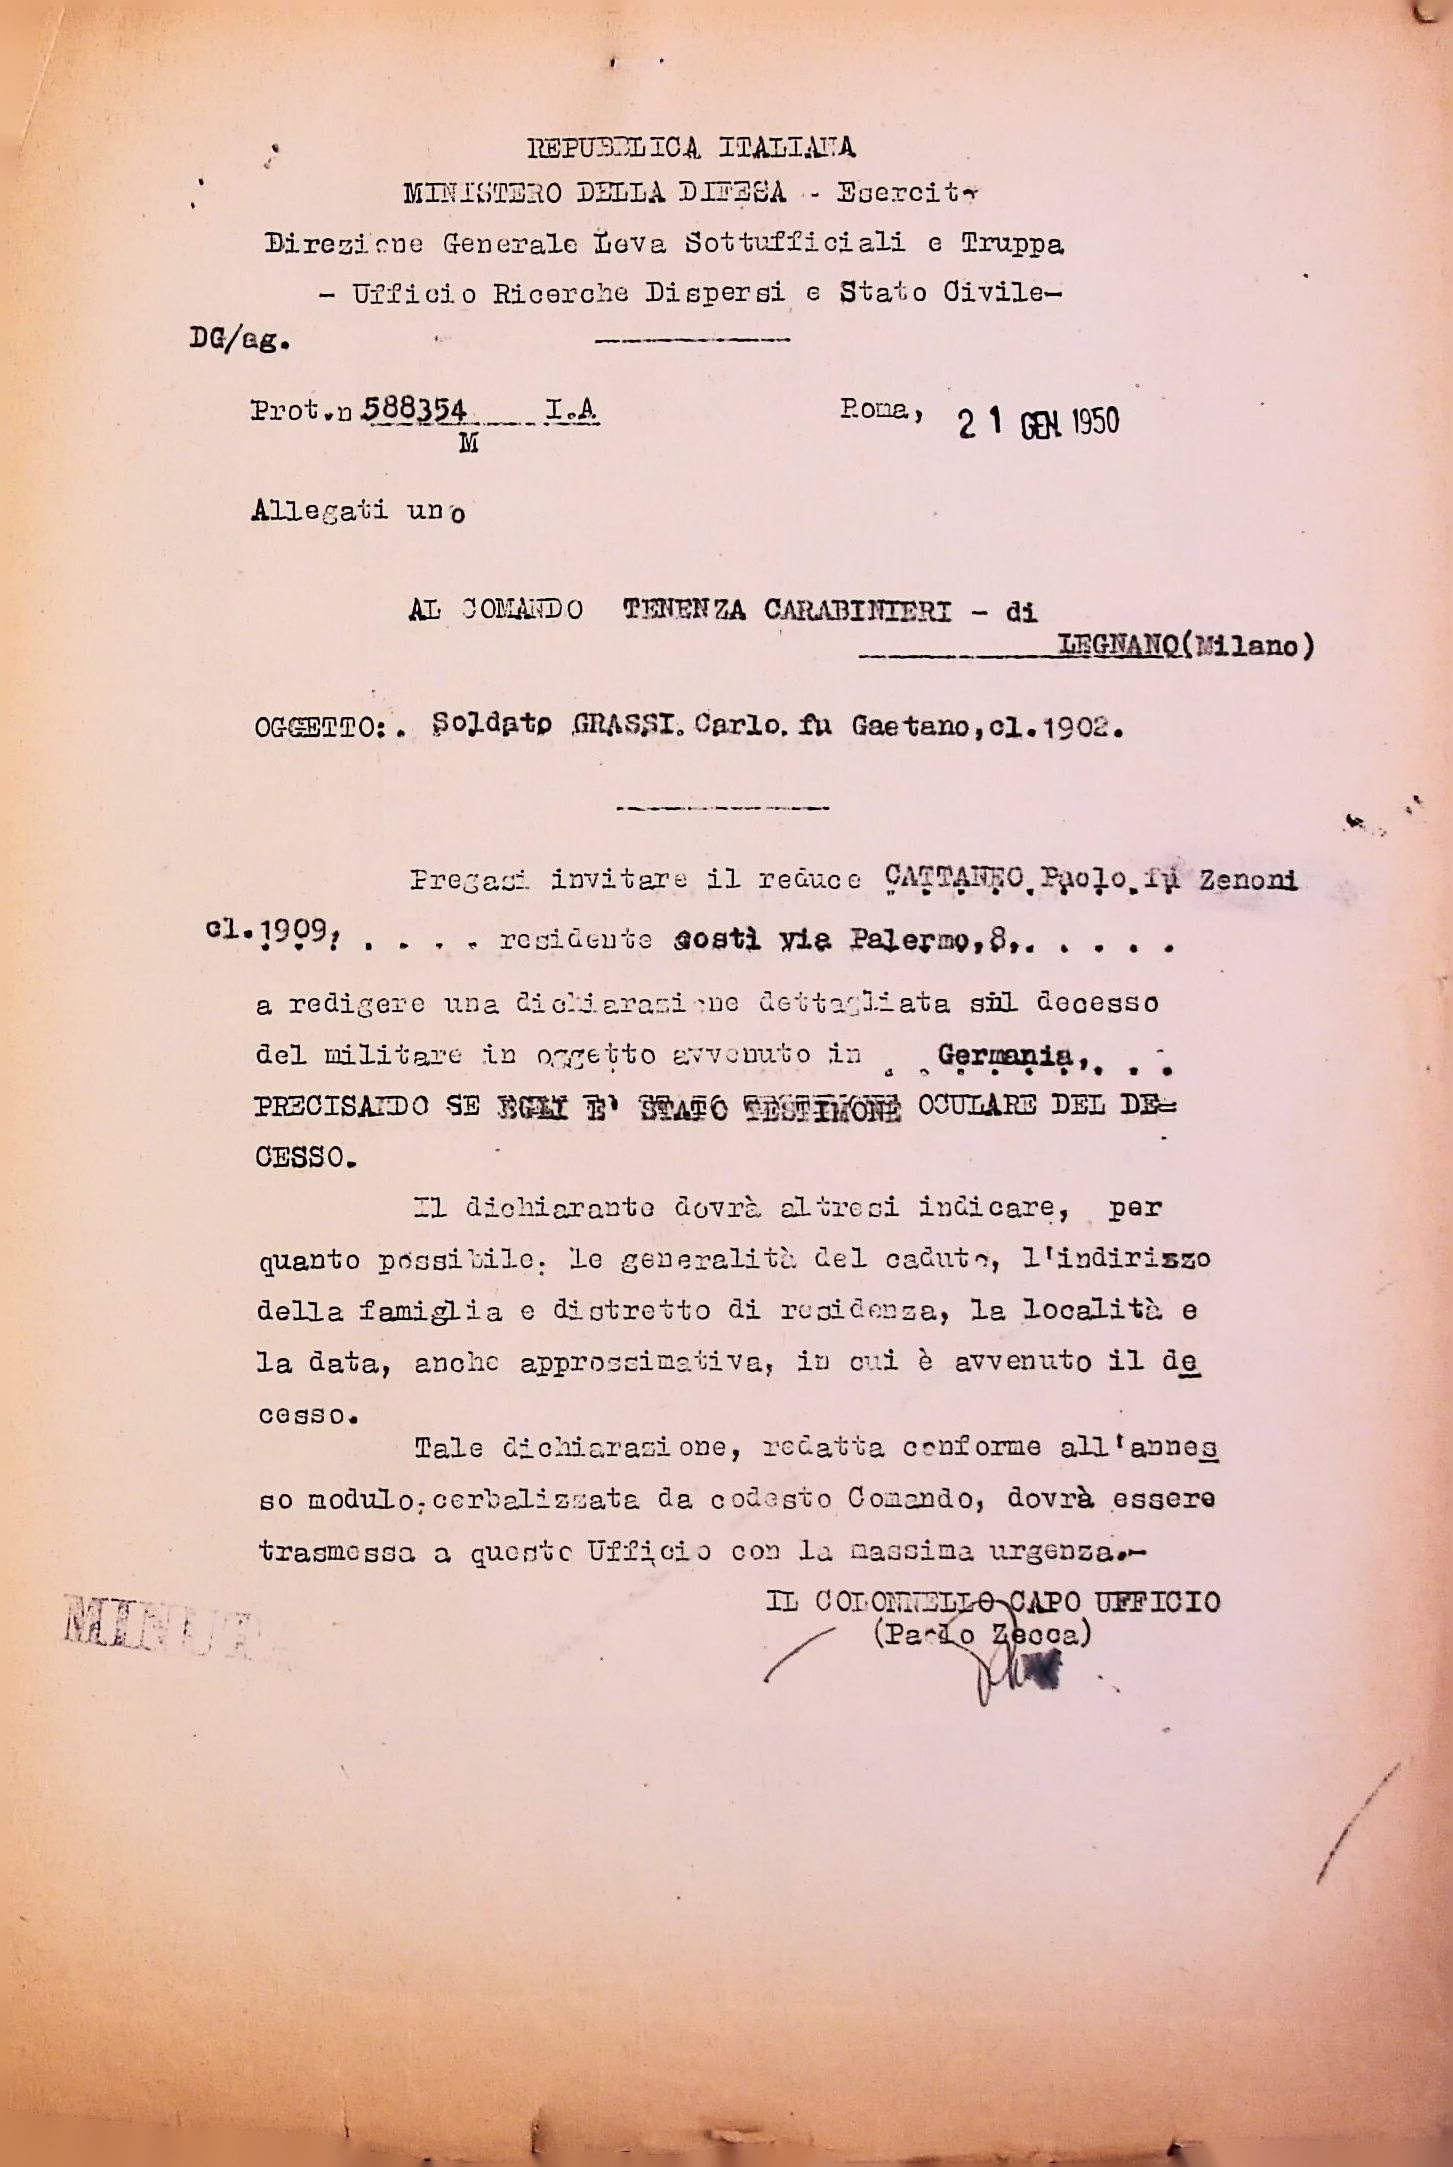 REPUBBLICA ITALIANA
MINISTERO DELLA DIFESA - Esercito
Direzione Generale Leva Sottufficiali e Truppa
- Ufficio Ricerche Dispersi e Stato Civile-
DG/ag.
Prot.n 588354 I.A
M
Roma, 21 GEN. 1950
Allegati uno
AL COMANDO TENENZA CARABINIERI - di
LEGNANO(Milano)
OGGETTO:. Soldato GRASSI. Carlo. fu Gaetano,cl.1902.
Pregasi invitare il reduce CATTANEO Paolo. fu Zenoni
cl.1909, . . . . residente costì via Palermo,8,. . . . .
a redigere una dichiarazione dettagliata sul decesso
del militare in oggetto avvenuto in . . Germania,. . .
PRECISANDO SE EGLI E' STATO TESTIMONE OCULARE DEL DE=
CESSO.
Il dichiarante dovrà altresi indicare, per
quanto possibile, le generalità del caduto, l'indirizzo
della famiglia e distretto di residenza, la località e
la data, anche approssimativa, in cui è avvenuto il de
cesso.
Tale dichiarazione, redatta conforme all'annes
so modulo, cerbalizzata da codesto Comando, dovrà essere
trasmessa a questo Ufficio con la massima urgenza.-
IL COLONNELLO CAPO UFFICIO
(Paolo Zecca)
MINUTA